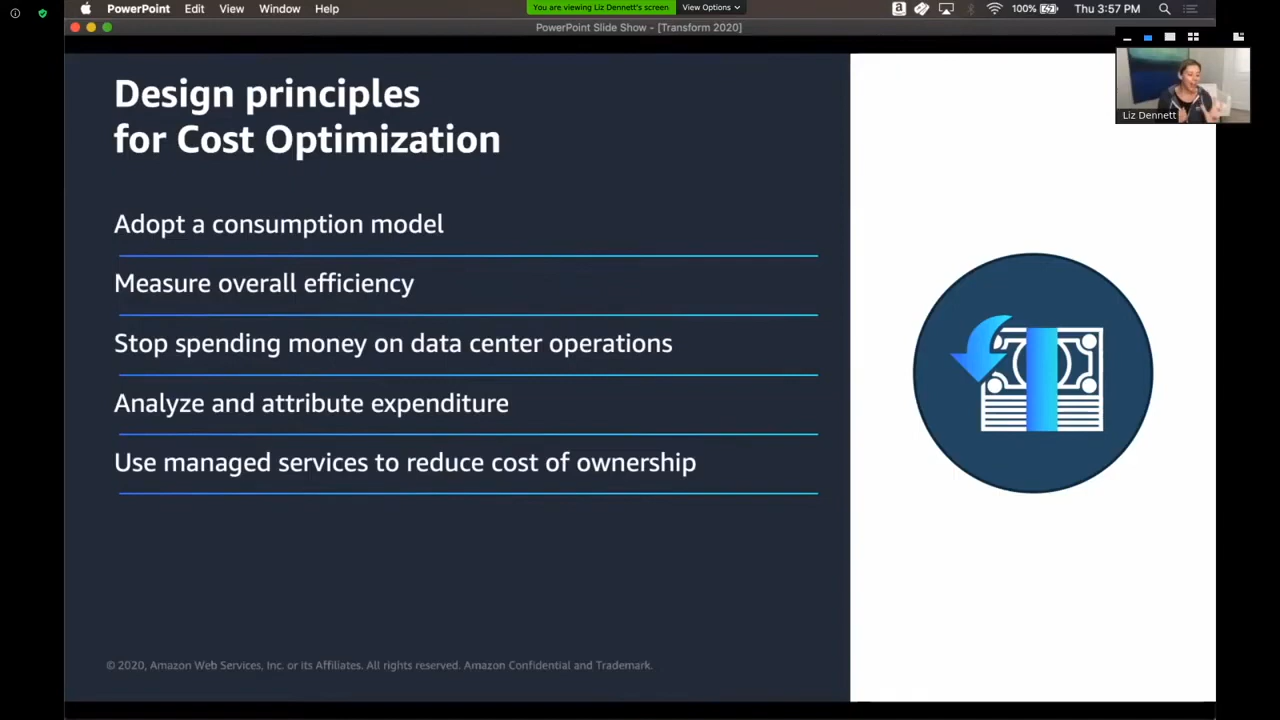 PowerPoint Edit View Window Help
You are viewing Liz Dennett's screen View Options
100% Thu 3:57 PM
PowerPoint Slide Show - [Transform 2020]
Liz Dennett
Design principles
for Cost Optimization
Adopt a consumption model
Measure overall efficiency
Stop spending money on data center operations
Analyze and attribute expenditure
Use managed services to reduce cost of ownership
© 2020, Amazon Web Services, Inc. or its Affiliates. All rights reserved. Amazon Confidential and Trademark.